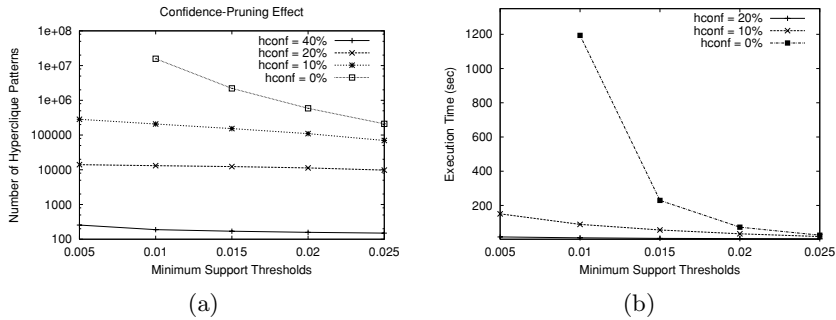 Confidence-Pruning Effect
Number of Hyperclique Patterns
1e+08
1e+07
1e+06
100000
10000
1000
100
0.005 0.01 0.015 0.02 0.025
Minimum Support Thresholds
hconf = 40%
hconf = 20%
hconf = 10%
hconf = 0%
(a)
Execution Time (sec)
1200
1000
800
600
400
200
0.005 0.01 0.015 0.02 0.025
Minimum Support Thresholds
hconf = 20%
hconf = 10%
hconf = 0%
(b)